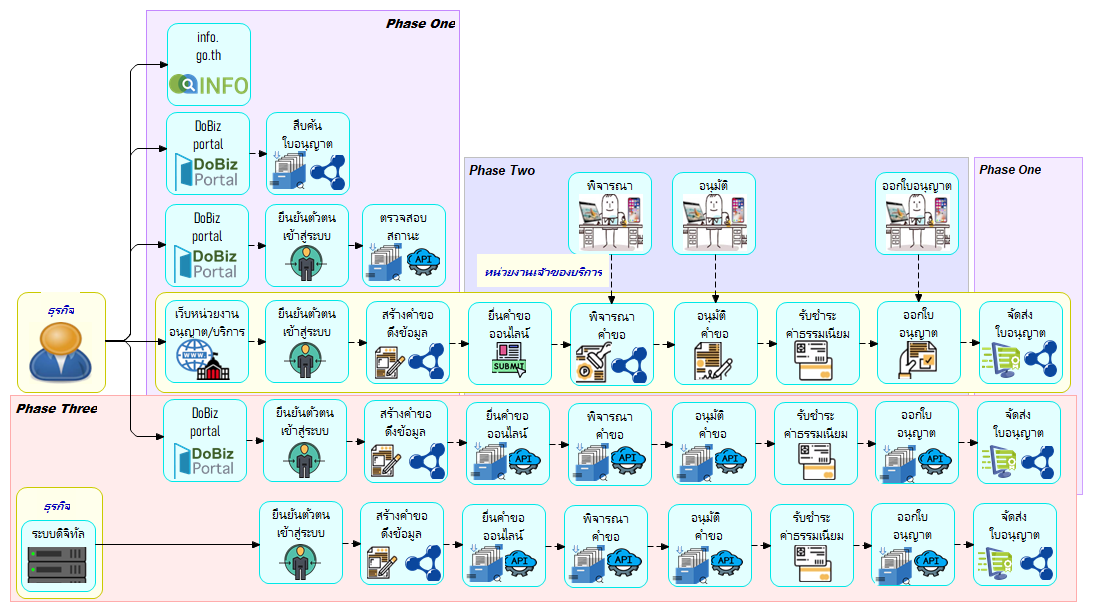 Phase One
info.
go.th
INFO
DoBiz
portal
DoBiz
Portal
สืบค้น
ใบอนุญาต
DoBiz
portal
DoBiz
Portal
ยืนยันตัวตน
เข้าสู่ระบบ
ตรวจสอบ
สถานะ
API
Phase Two
พิจารณา
อนุมัติ
ออกใบอนุญาต
Phase One
หน่วยงานเจ้าของบริการ
ธุรกิจ
เว็บหน่วยงาน
อนุญาต/บริการ
WWW
ยืนยันตัวตน
เข้าสู่ระบบ
สร้างคำขอ
ดึงข้อมูล
ยื่นคำขอ
ออนไลน์
SUBMIT
พิจารณา
คำขอ
อนุมัติ
คำขอ
รับชำระ
ค่าธรรมเนียม
ออกใบ
อนุญาต
จัดส่ง
ใบอนุญาต
Phase Three
DoBiz
portal
DoBiz
Portal
ยืนยันตัวตน
เข้าสู่ระบบ
สร้างคำขอ
ดึงข้อมูล
ยื่นคำขอ
ออนไลน์
API
พิจารณา
คำขอ
API
อนุมัติ
คำขอ
API
รับชำระ
ค่าธรรมเนียม
ออกใบ
อนุญาต
API
จัดส่ง
ใบอนุญาต
ธุรกิจ
ระบบดิจิทัล
ยืนยันตัวตน
เข้าสู่ระบบ
สร้างคำขอ
ดึงข้อมูล
ยื่นคำขอ
ออนไลน์
API
พิจารณา
คำขอ
API
อนุมัติ
คำขอ
API
รับชำระ
ค่าธรรมเนียม
ออกใบ
อนุญาต
API
จัดส่ง
ใบอนุญาต